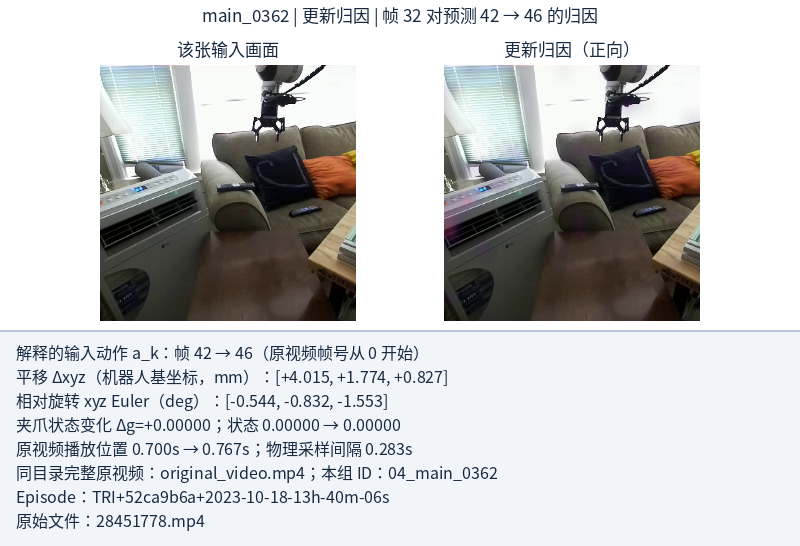 main_0362 | 更新归因 | 帧 32 对预测 42 → 46 的归因
该张输入画面
更新归因（正向）
解释的输入动作 a_k：帧 42 → 46（原视频帧号从 0 开始）
平移 Δxyz（机器人基坐标，mm）：[+4.015, +1.774, +0.827]
相对旋转 xyz Euler（deg）：[-0.544, -0.832, -1.553]
夹爪状态变化 Δg=+0.00000；状态 0.00000 → 0.00000
原视频播放位置 0.700s → 0.767s；物理采样间隔 0.283s
同目录完整原视频：original_video.mp4；本组 ID：04_main_0362
Episode：TRI+52ca9b6a+2023-10-18-13h-40m-06s
原始文件：28451778.mp4